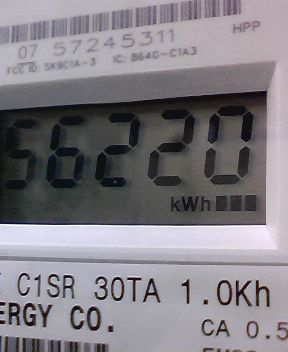 07 57245311
HPP
FCC ID: SK9C1A-3 IC: 864G-C1A3
56220
kWh
C1SR 30TA 1.0Kh
ERGY CO.
CA 0.5